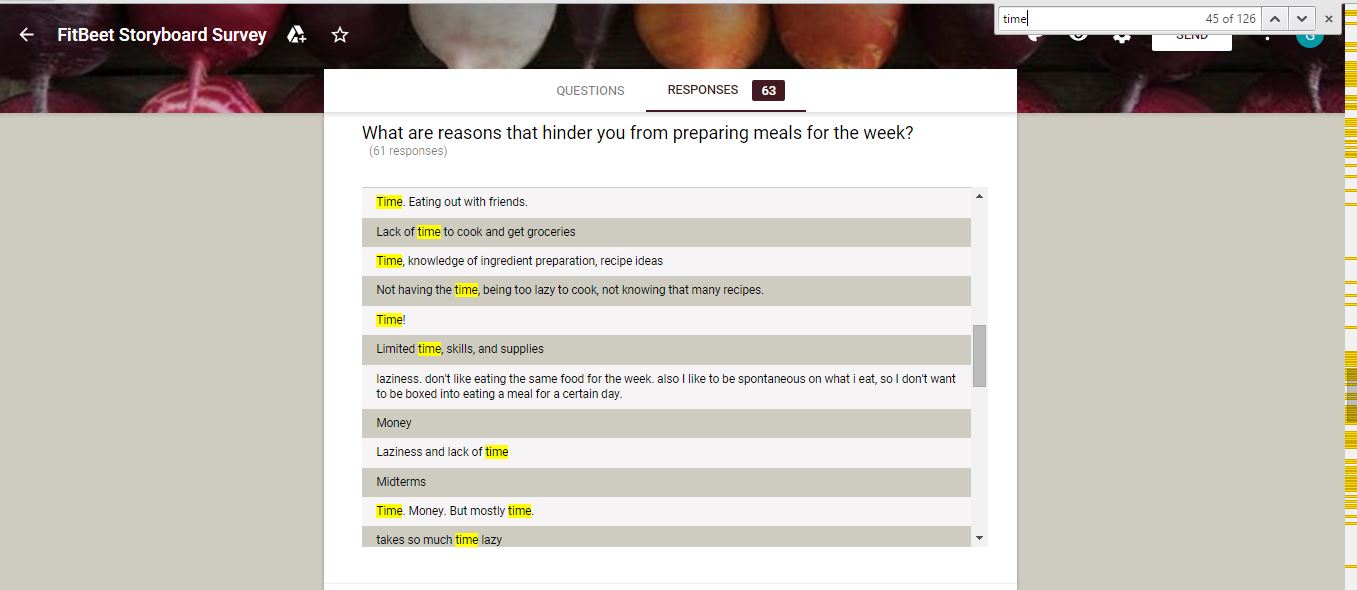 time
45 of 126
FitBeet Storyboard Survey
SEND
G
QUESTIONS
RESPONSES 63
What are reasons that hinder you from preparing meals for the week?
(61 responses)
Time. Eating out with friends.
Lack of time to cook and get groceries
Time, knowledge of ingredient preparation, recipe ideas
Not having the time, being too lazy to cook, not knowing that many recipes.
Time!
Limited time, skills, and supplies
laziness. don't like eating the same food for the week. also I like to be spontaneous on what i eat, so I don't want
to be boxed into eating a meal for a certain day.
Money
Laziness and lack of time
Midterms
Time. Money. But mostly time.
takes so much time lazy